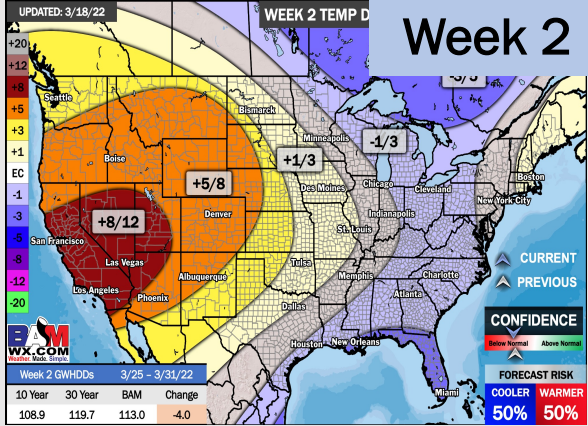 UPDATED: 3/18/22
WEEK 2 TEMP D
Week 2
+20
+12
+8
+5
+3
+1
EC
-1
-3
-5
-8
-12
-20
Seattle
Bismarck
Minneapolis
-1/3
Boise
+5/8
+1/3
Des Moines
Chicago
Cleveland
Boston
New York City
+8/12
Denver
Indianapolis
San Francisco
St. Louis
Las Vegas
Albuquerque
Tulsa
Memphis
Charlotte
Los Angeles
Phoenix
Dallas
Atlanta
Houston
New Orleans
Miami
CURRENT
PREVIOUS
CONFIDENCE
Below Normal
Above Normal
FORECAST RISK
COOLER
WARMER
50%
50%
BAM
WX.COM
Weather. Made. Simple.
Week 2 GWHDDs 3/25 – 3/31/22
10 Year 30 Year BAM Change
108.9 119.7 113.0 -4.0